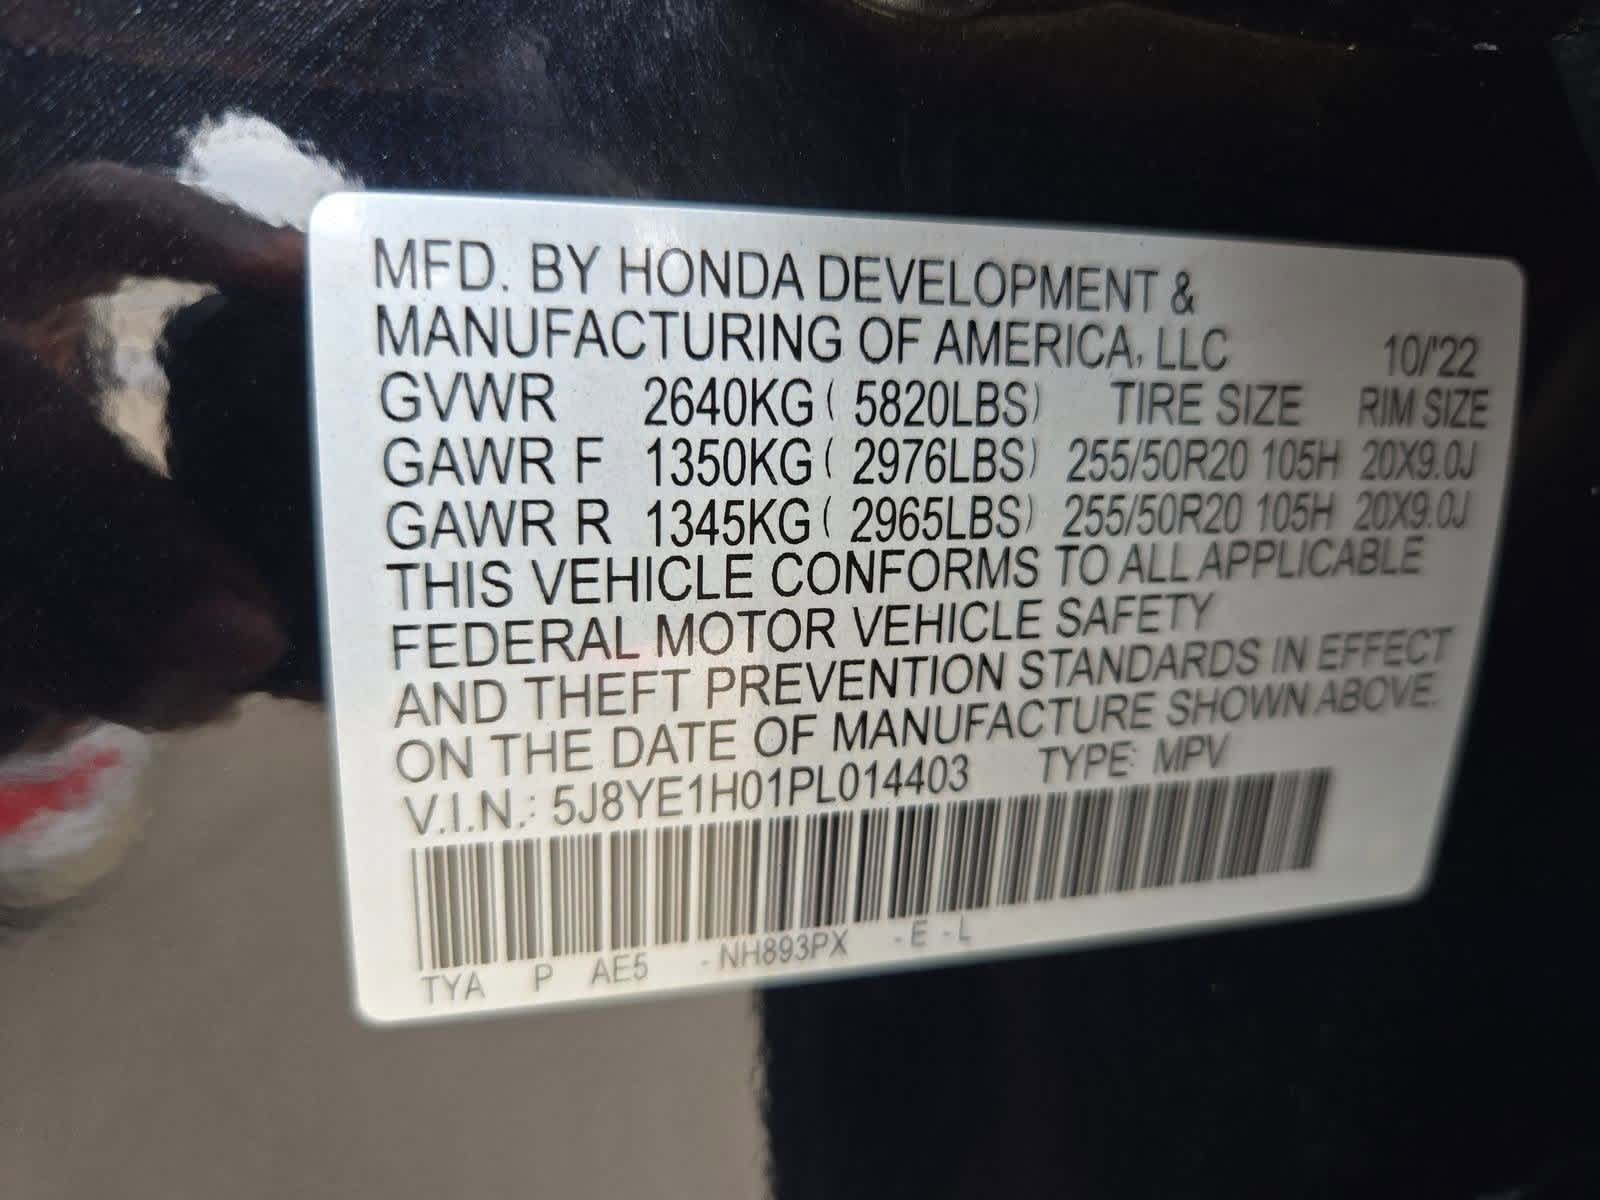 MFD. BY HONDA DEVELOPMENT &
MANUFACTURING OF AMERICA, LLC 10/'22
GVWR 2640KG ( 5820LBS) TIRE SIZE RIM SIZE
GAWR F 1350KG ( 2976LBS) 255/50R20 105H 20X9.0J
GAWR R 1345KG ( 2965LBS) 255/50R20 105H 20X9.0J
THIS VEHICLE CONFORMS TO ALL APPLICABLE
FEDERAL MOTOR VEHICLE SAFETY
AND THEFT PREVENTION STANDARDS IN EFFECT
ON THE DATE OF MANUFACTURE SHOWN ABOVE.
V.I.N.: 5J8YE1H01PL014403 TYPE: MPV
TYA P AE5 -NH893PX -E -L